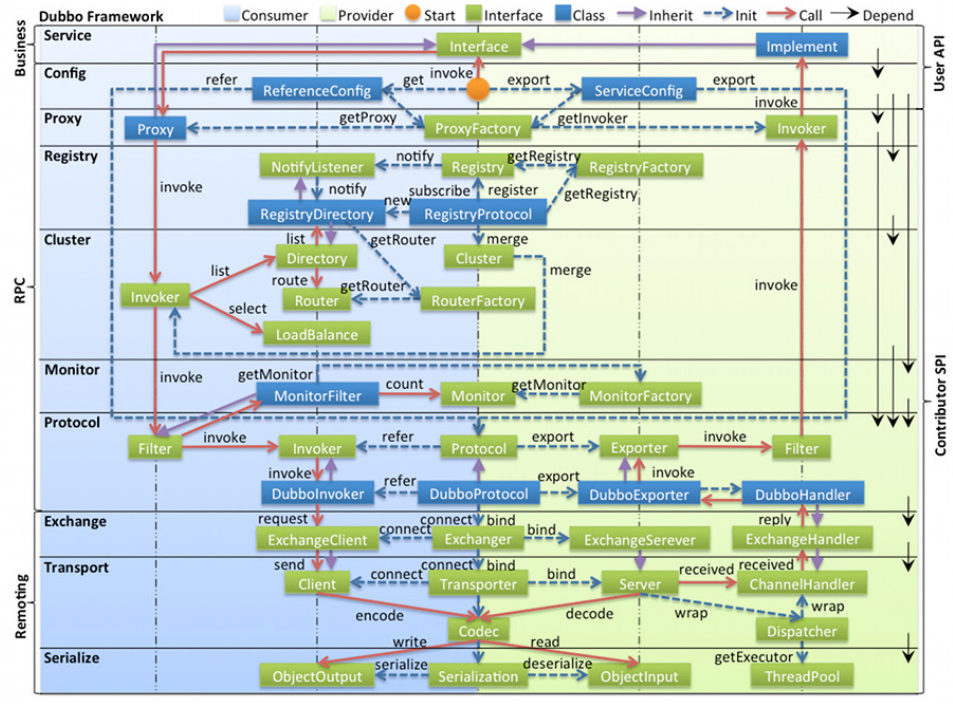 Dubbo Framework
Consumer
Provider
Start
Interface
Class
Inherit
Init
Call
Depend
Business
Service
Interface
Implement
User API
Config
refer
ReferenceConfig
get
invoke
export
ServiceConfig
export
invoke
Proxy
Proxy
getProxy
ProxyFactory
getInvoker
Invoker
Registry
NotifyListener
notify
Registry
getRegistry
RegistryFactory
invoke
notify
subscribe
register
getRegistry
RegistryDirectory
new
RegistryProtocol
RPC
Cluster
list
getRouter
merge
Directory
Cluster
list
merge
route
getRouter
invoke
Invoker
Router
RouterFactory
select
LoadBalance
Monitor
invoke
getMonitor
MonitorFilter
count
Monitor
getMonitor
MonitorFactory
Contributor SPI
Protocol
Filter
invoke
Invoker
refer
Protocol
export
Exporter
invoke
Filter
invoke
invoke
DubboInvoker
refer
DubboProtocol
export
DubboExporter
DubboHandler
Remoting
Exchange
request
connect
bind
reply
ExchangeClient
connect
Exchanger
bind
ExchangeSerever
ExchangeHandler
Transport
send
connect
bind
received
received
Client
connect
Transporter
bind
Server
ChannelHandler
encode
decode
wrap
wrap
Codec
Dispatcher
write
read
Serialize
serialize
deserialize
getExecutor
ObjectOutput
Serialization
ObjectInput
ThreadPool